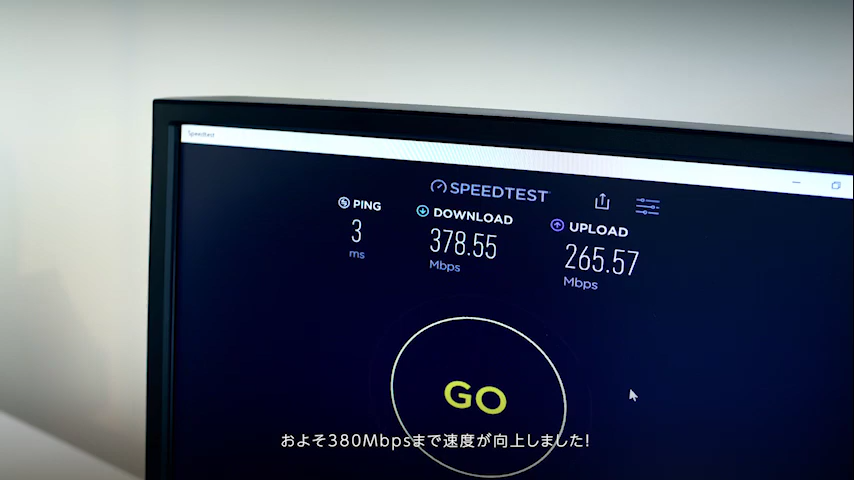 Speedtest
SPEEDTEST
PING
3
ms
DOWNLOAD
378.55
Mbps
UPLOAD
265.57
Mbps
GO
およそ380Mbpsまで速度が向上しました!